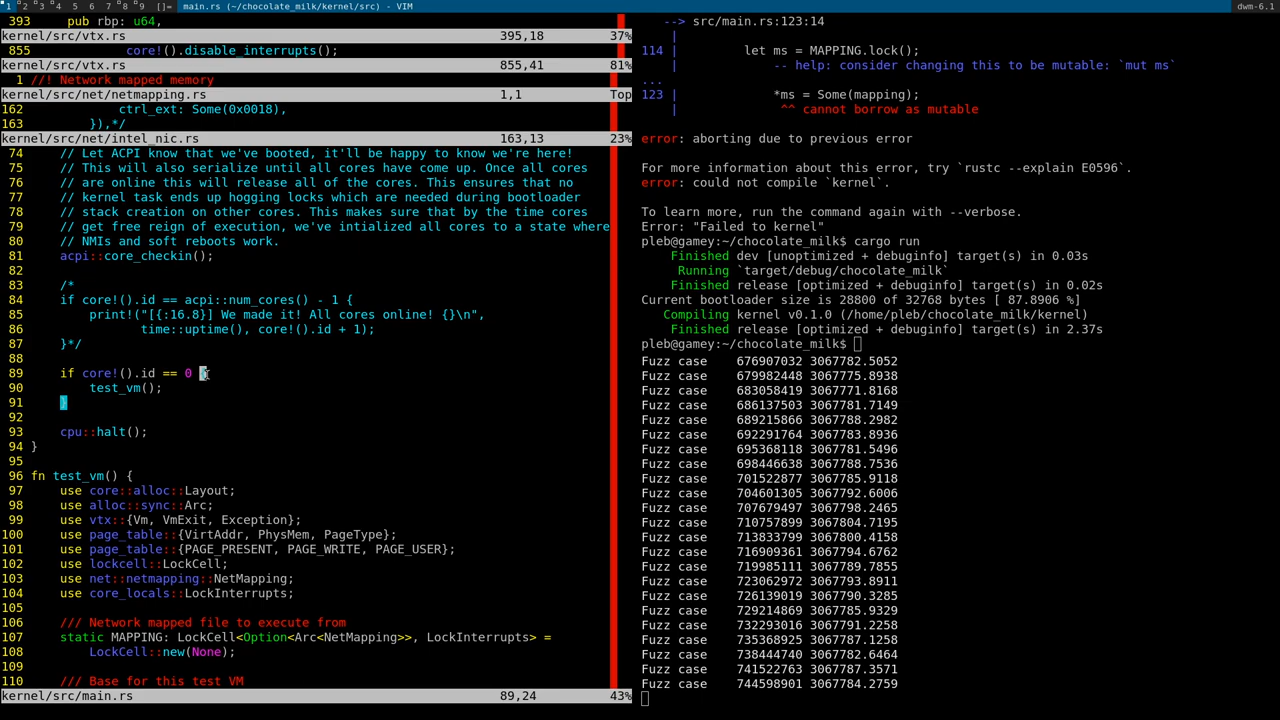 1 2 3 4 5 6 7 8 9 []= main.rs (~/chocolate_milk/kernel/src) - VIM dwm-6.1
393 pub rbp: u64,
kernel/src/vtx.rs 395,18 37%
855 core!().disable_interrupts();
kernel/src/vtx.rs 855,41 81%
1 //! Network mapped memory
kernel/src/net/netmapping.rs 1,1 Top
162 ctrl_ext: Some(0x0018),
163 }),*/
kernel/src/net/intel_nic.rs 163,13 23%
74 // Let ACPI know that we've booted, it'll be happy to know we're here!
75 // This will also serialize until all cores have come up. Once all cores
76 // are online this will release all of the cores. This ensures that no
77 // kernel task ends up hogging locks which are needed during bootloader
78 // stack creation on other cores. This makes sure that by the time cores
79 // get free reign of execution, we've intialized all cores to a state where
80 // NMIs and soft reboots work.
81 acpi::core_checkin();
82
83 /*
84 if core!().id == acpi::num_cores() - 1 {
85 print!("[{:16.8}] We made it! All cores online! {}\n",
86 time::uptime(), core!().id + 1);
87 }*/
88
89 if core!().id == 0 {
90 test_vm();
91 }
92
93 cpu::halt();
94 }
95
96 fn test_vm() {
97 use core::alloc::Layout;
98 use alloc::sync::Arc;
99 use vtx::{Vm, VmExit, Exception};
100 use page_table::{VirtAddr, PhysMem, PageType};
101 use page_table::{PAGE_PRESENT, PAGE_WRITE, PAGE_USER};
102 use lockcell::LockCell;
103 use net::netmapping::NetMapping;
104 use core_locals::LockInterrupts;
105
106 /// Network mapped file to execute from
107 static MAPPING: LockCell<Option<Arc<NetMapping>>, LockInterrupts> =
108 LockCell::new(None);
109
110 /// Base for this test VM
kernel/src/main.rs 89,24 43%
--> src/main.rs:123:14
|
114 | let ms = MAPPING.lock();
| -- help: consider changing this to be mutable: `mut ms`
...
123 | *ms = Some(mapping);
| ^^ cannot borrow as mutable
error: aborting due to previous error
For more information about this error, try `rustc --explain E0596`.
error: could not compile `kernel`.
To learn more, run the command again with --verbose.
Error: "Failed to kernel"
pleb@gamey:~/chocolate_milk$ cargo run
Finished dev [unoptimized + debuginfo] target(s) in 0.03s
Running `target/debug/chocolate_milk`
Finished release [optimized + debuginfo] target(s) in 0.02s
Current bootloader size is 28800 of 32768 bytes [ 87.8906 %]
Compiling kernel v0.1.0 (/home/pleb/chocolate_milk/kernel)
Finished release [optimized + debuginfo] target(s) in 2.37s
pleb@gamey:~/chocolate_milk$
Fuzz case 676907032 3067782.5052
Fuzz case 679982448 3067775.8938
Fuzz case 683058419 3067771.8168
Fuzz case 686137503 3067781.7149
Fuzz case 689215866 3067788.2982
Fuzz case 692291764 3067783.8936
Fuzz case 695368118 3067781.5496
Fuzz case 698446638 3067788.7536
Fuzz case 701522877 3067785.9118
Fuzz case 704601305 3067792.6006
Fuzz case 707679497 3067798.2465
Fuzz case 710757899 3067804.7195
Fuzz case 713833799 3067800.4158
Fuzz case 716909361 3067794.6762
Fuzz case 719985111 3067789.7855
Fuzz case 723062972 3067793.8911
Fuzz case 726139019 3067790.3285
Fuzz case 729214869 3067785.9329
Fuzz case 732293016 3067791.2258
Fuzz case 735368925 3067787.1258
Fuzz case 738444740 3067782.6464
Fuzz case 741522763 3067787.3571
Fuzz case 744598901 3067784.2759